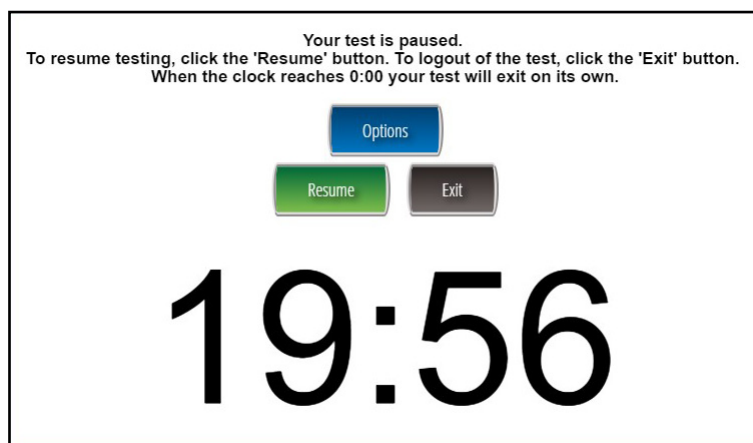 Your test is paused.
To resume testing, click the 'Resume' button. To logout of the test, click the 'Exit' button.
When the clock reaches 0:00 your test will exit on its own.
Options
Resume Exit
19:56